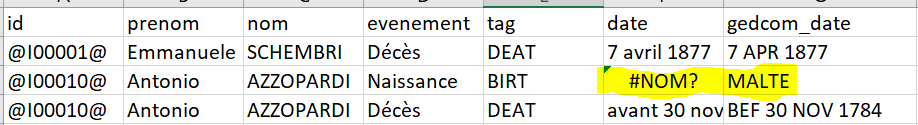 id prenom nom evenement tag date gedcom_date
@I00001@ Emmanuele SCHEMBRI Décès DEAT 7 avril 1877 7 APR 1877
@I00010@ Antonio AZZOPARDI Naissance BIRT #NOM? MALTE
@I00010@ Antonio AZZOPARDI Décès DEAT avant 30 nov BEF 30 NOV 1784